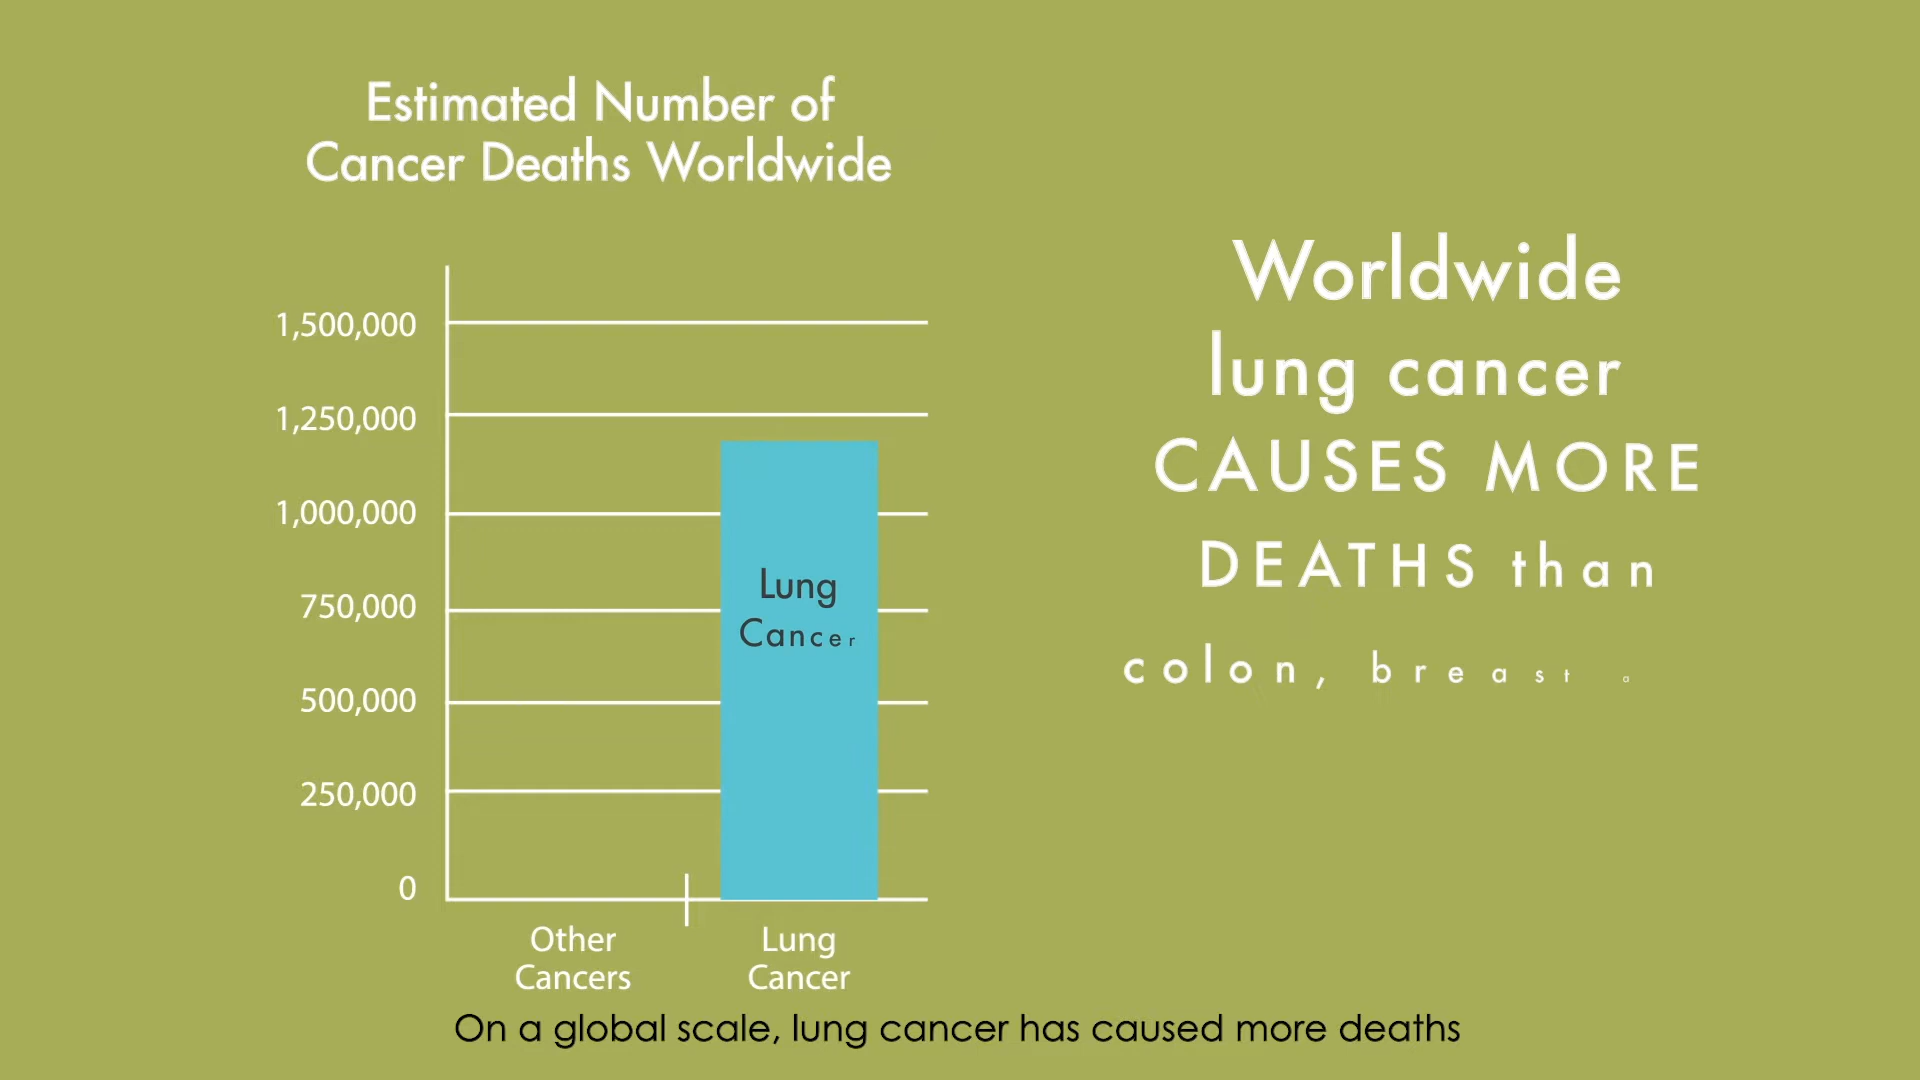 Estimated Number of
Cancer Deaths Worldwide
1,500,000
1,250,000
1,000,000
750,000
500,000
250,000
0
Lung
Cancer
Other
Cancers
Lung
Cancer
Worldwide
lung cancer
CAUSES MORE
DEATHS than
colon, breast a
On a global scale, lung cancer has caused more deaths